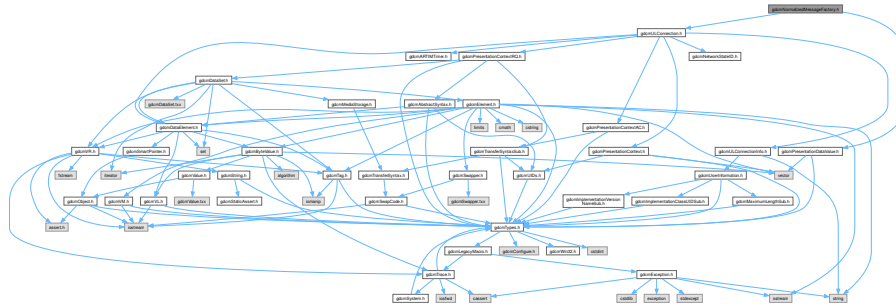 gdcmNormalizedMessageFactory.h
gdcmULConnection.h
gdcmARTIMTimer.h
gdcmPresentationContextRQ.h
gdcmNetworkStateID.h
gdcmDataSet.h
gdcmDataSet.txx
gdcmMediaStorage.h
gdcmAbstractSyntax.h
gdcmElement.h
gdcmDataElement.h
limits
cmath
cstring
gdcmPresentationContextAC.h
gdcmVR.h
gdcmSmartPointer.h
set
gdcmByteValue.h
gdcmTransferSyntaxSub.h
gdcmPresentationContext.h
gdcmULConnectionInfo.h
gdcmPresentationDataValue.h
fstream
iterator
gdcmValue.h
gdcmString.h
algorithm
gdcmTag.h
gdcmTransferSyntax.h
gdcmSwapper.h
gdcmUIDs.h
gdcmUserInformation.h
vector
gdcmObject.h
gdcmVM.h
gdcmVL.h
gdcmValue.txx
gdcmStaticAssert.h
iomanip
gdcmSwapCode.h
gdcmSwapper.txx
gdcmImplementationVersion
NameSub.h
gdcmImplementationClassUIDSub.h
gdcmMaximumLengthSub.h
assert.h
iostream
gdcmTypes.h
gdcmLegacyMacro.h
gdcmConfigure.h
gdcmWin32.h
cstdint
gdcmTrace.h
gdcmException.h
gdcmSystem.h
iosfwd
cassert
cstdlib
exception
stdexcept
sstream
string